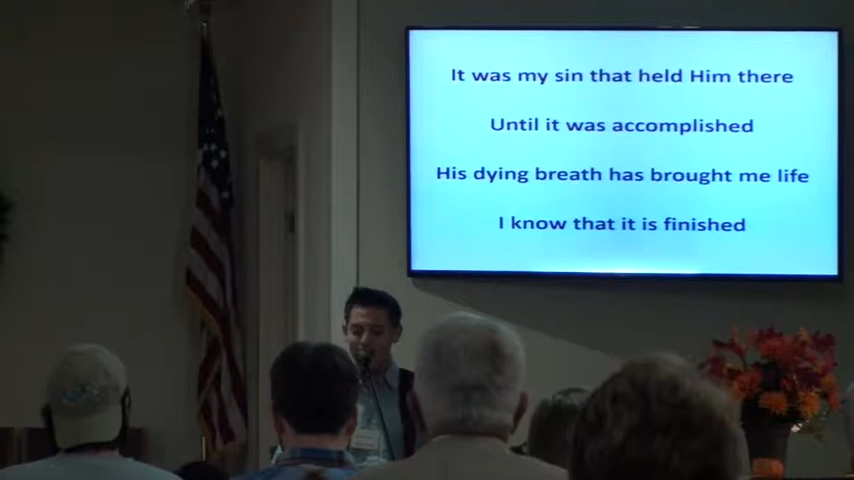 It was my sin that held Him there
Until it was accomplished
His dying breath has brought me life
I know that it is finished